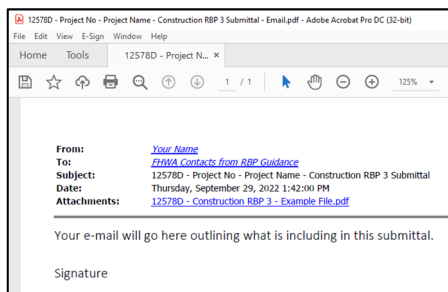 12578D - Project No - Project Name - Construction RBP 3 Submittal - Email.pdf - Adobe Acrobat Pro DC (32-bit)
File Edit View E-Sign Window Help
Home Tools 12578D - Project N... ×
1 / 1 125%
From: Your Name
To: FHWA Contacts from RBP Guidance
Subject: 12578D - Project No - Project Name - Construction RBP 3 Submittal
Date: Thursday, September 29, 2022 1:42:00 PM
Attachments: 12578D - Construction RBP 3 - Example File.pdf
Your e-mail will go here outlining what is including in this submittal.
Signature